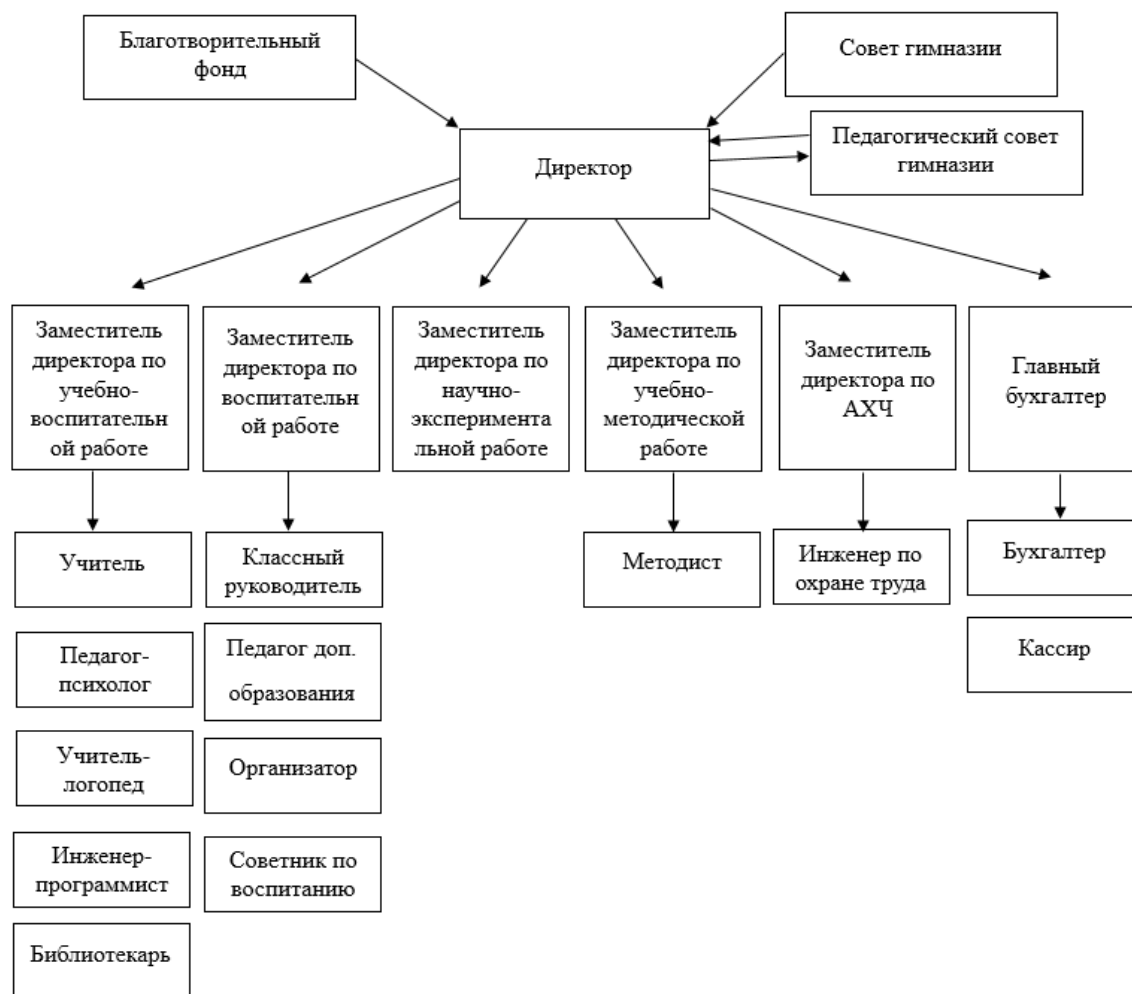 Благотворительный
фонд
Совет гимназии
Педагогический совет
гимназии
Директор
Заместитель
директора по
учебно-
воспитательн
ой работе
Заместитель
директора по
воспитательн
ой работе
Заместитель
директора по
научно-
эксперимента
льной работе
Заместитель
директора по
учебно-
методической
работе
Заместитель
директора по
АХЧ
Главный
бухгалтер
Учитель
Классный
руководитель
Методист
Инженер по
охране труда
Бухгалтер
Педагог-
психолог
Педагог доп.
образования
Кассир
Учитель-
логопед
Организатор
Инженер-
программист
Советник по
воспитанию
Библиотекарь